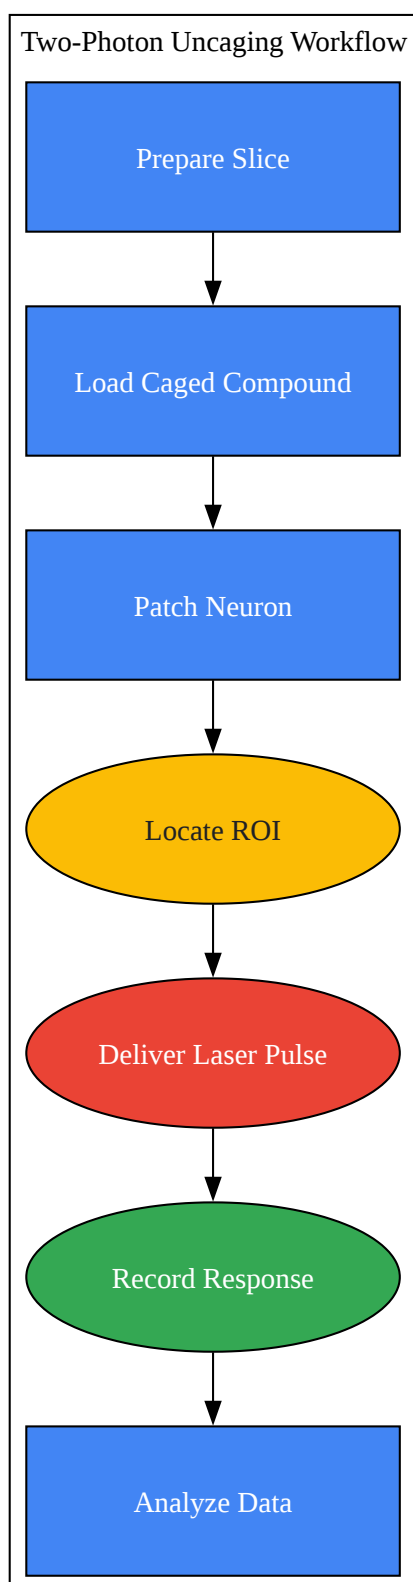 Two-Photon Uncaging Workflow
Prepare Slice
Load Caged Compound
Patch Neuron
Locate ROI
Deliver Laser Pulse
Record Response
Analyze Data